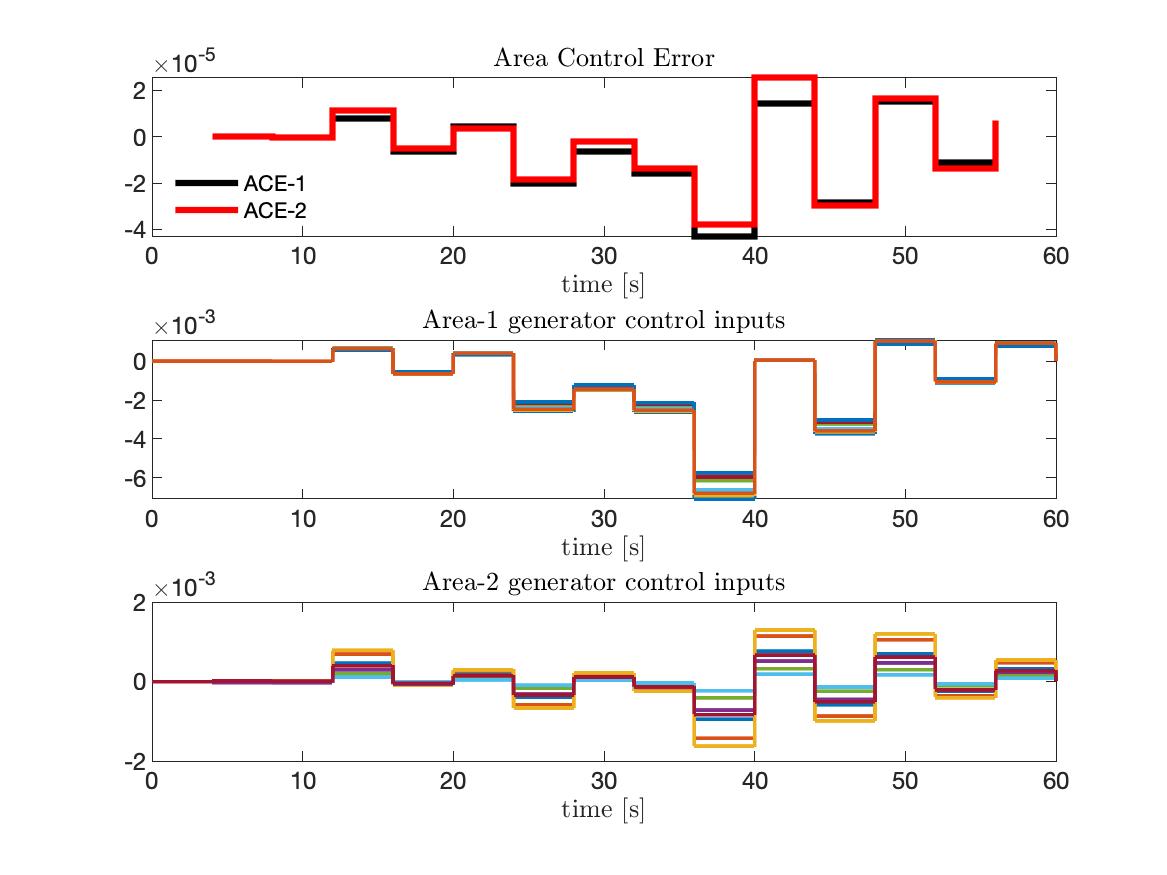 Area Control Error
×10-5
2
0
-2
-4
ACE-1
ACE-2
0 10 20 30 40 50 60
time [s]
Area-1 generator control inputs
×10-3
0
-2
-4
-6
0 10 20 30 40 50 60
time [s]
Area-2 generator control inputs
×10-3
2
0
-2
0 10 20 30 40 50 60
time [s]